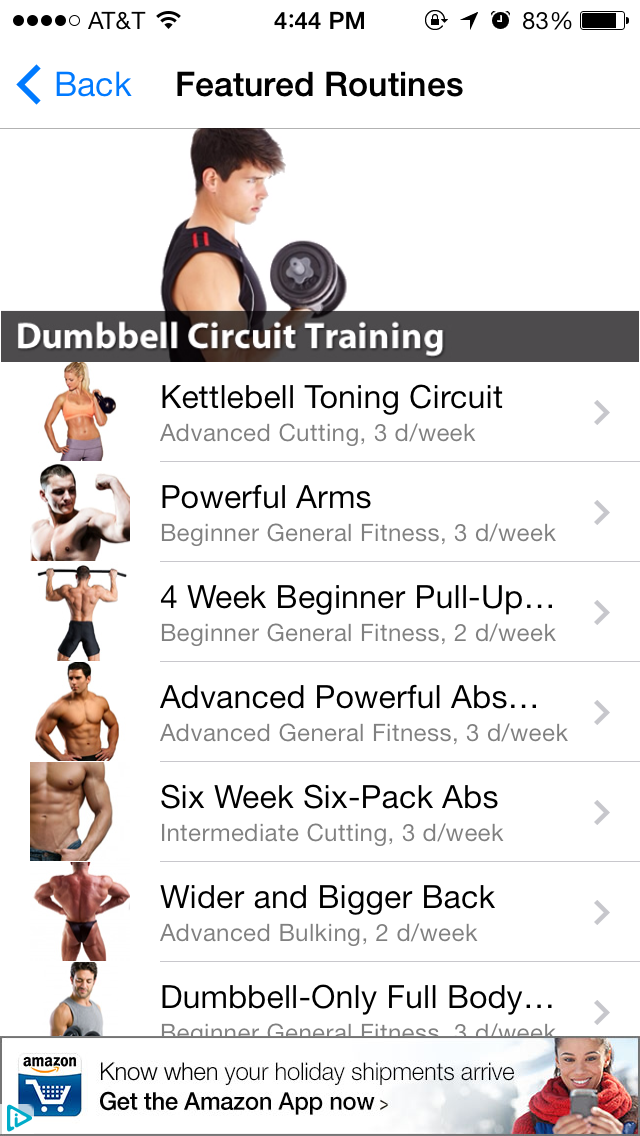 AT&T 4:44 PM 83%
Back Featured Routines
Dumbbell Circuit Training
Kettlebell Toning Circuit
Advanced Cutting, 3 d/week
Powerful Arms
Beginner General Fitness, 3 d/week
4 Week Beginner Pull-Up...
Beginner General Fitness, 2 d/week
Advanced Powerful Abs...
Advanced General Fitness, 3 d/week
Six Week Six-Pack Abs
Intermediate Cutting, 3 d/week
Wider and Bigger Back
Advanced Bulking, 2 d/week
Dumbbell-Only Full Body...
Beginner General Fitness, 3 d/week
amazon
Know when your holiday shipments arrive
Get the Amazon App now >